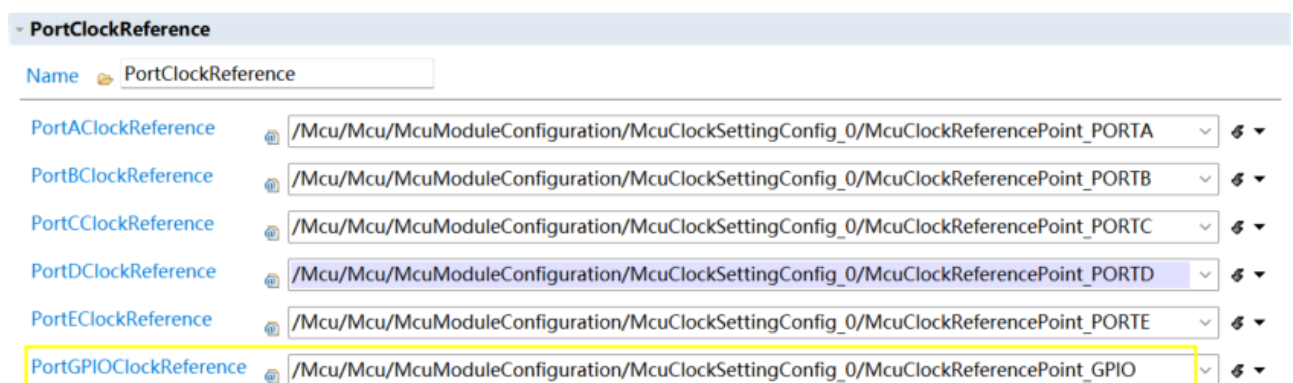 PortClockReference
Name PortClockReference
PortAClockReference /Mcu/Mcu/McuModuleConfiguration/McuClockSettingConfig_0/McuClockReferencePoint_PORTA
PortBClockReference /Mcu/Mcu/McuModuleConfiguration/McuClockSettingConfig_0/McuClockReferencePoint_PORTB
PortCClockReference /Mcu/Mcu/McuModuleConfiguration/McuClockSettingConfig_0/McuClockReferencePoint_PORTC
PortDClockReference /Mcu/Mcu/McuModuleConfiguration/McuClockSettingConfig_0/McuClockReferencePoint_PORTD
PortEClockReference /Mcu/Mcu/McuModuleConfiguration/McuClockSettingConfig_0/McuClockReferencePoint_PORTE
PortGPIOClockReference /Mcu/Mcu/McuModuleConfiguration/McuClockSettingConfig_0/McuClockReferencePoint_GPIO